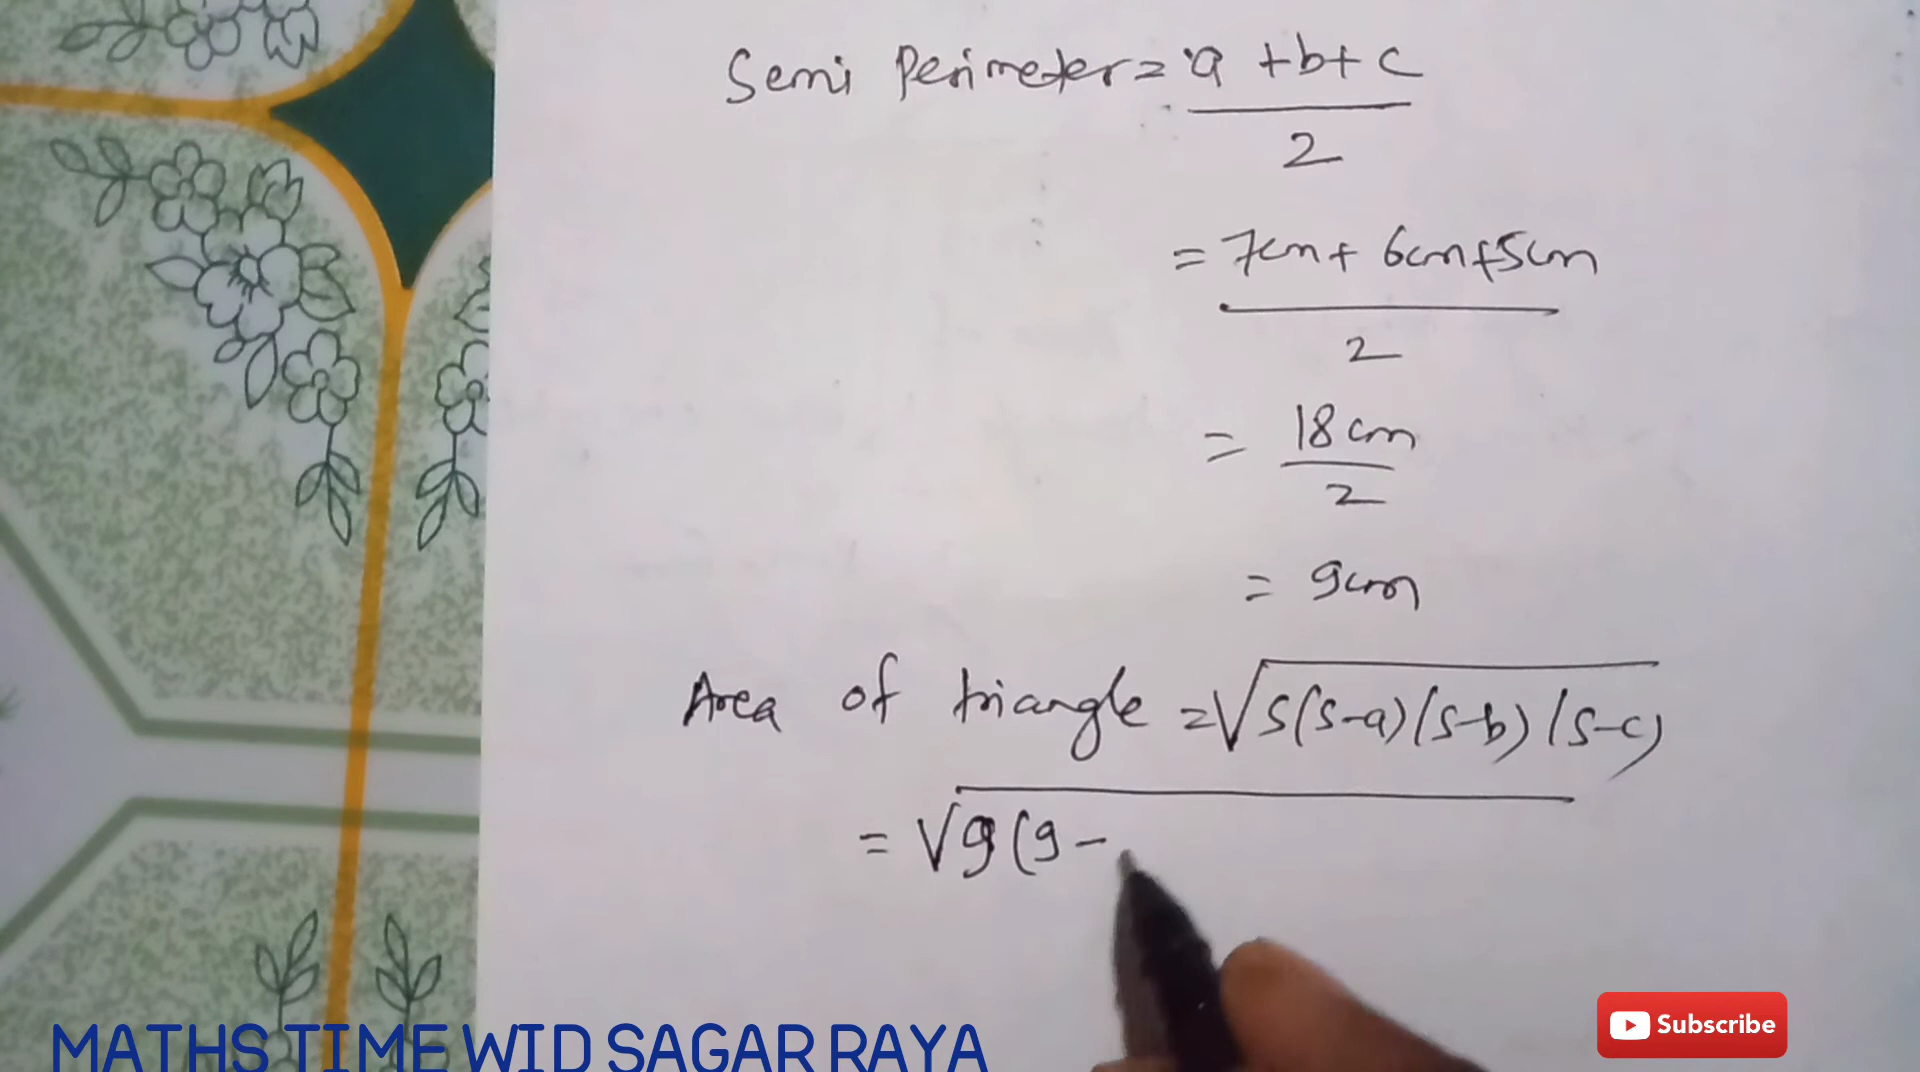 Semi Perimeter = a + b + c
2
= 7cm + 6cm + 5cm
2
= 18 cm
2
= 9cm
Area of triangle = √s(s-a)(s-b)(s-c)
= √9(9-
MATHS TIME WID SAGAR RAYA
Subscribe